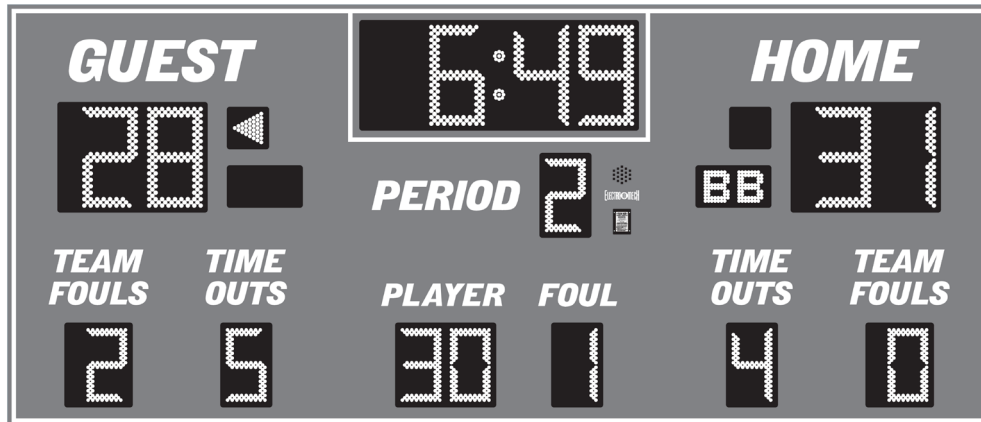 GUEST
6:49
HOME
28
BB
31
PERIOD
2
TEAM
FOULS
TIME
OUTS
PLAYER
FOUL
TIME
OUTS
TEAM
FOULS
2
5
30
1
4
0